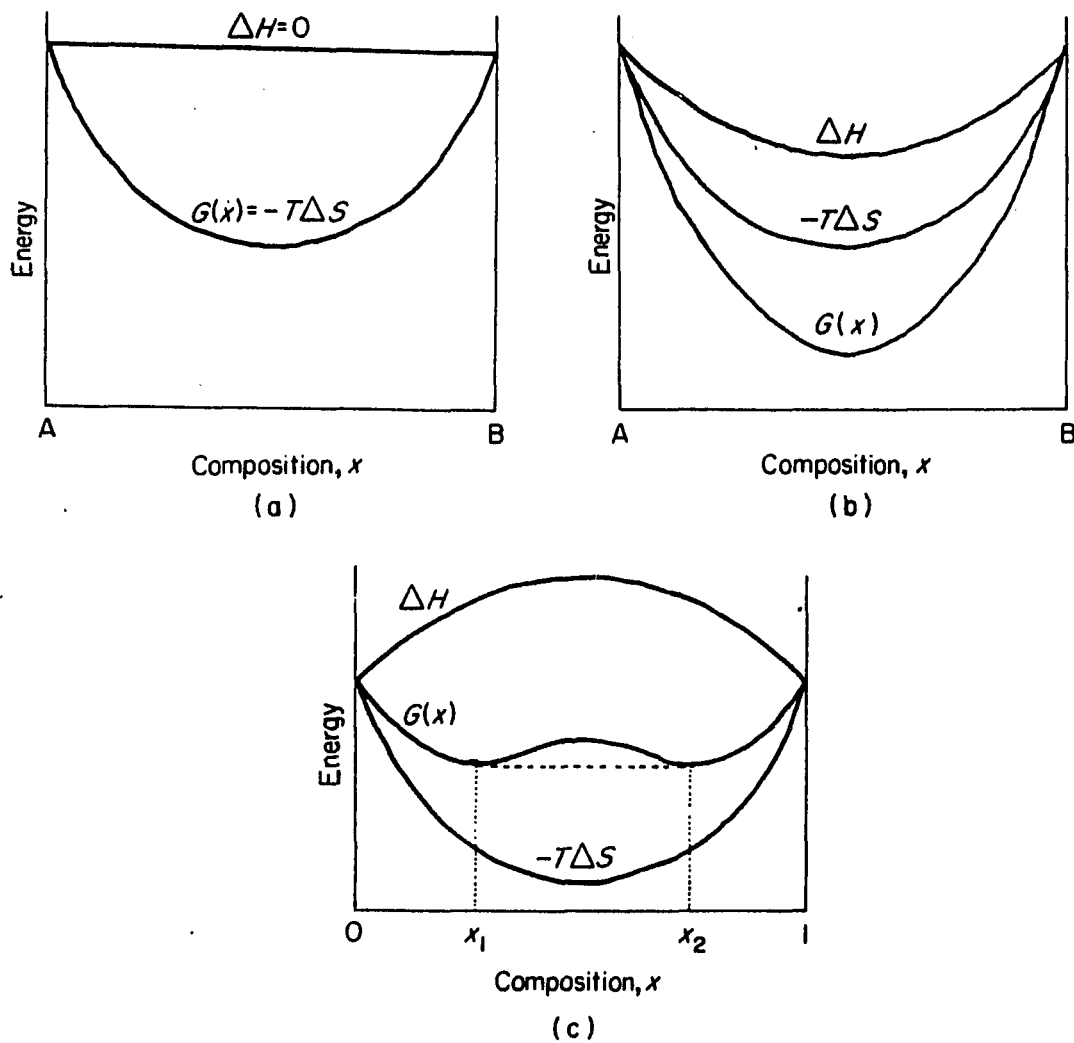 ΔH=0
G(x)=-TΔS
Energy
A
B
Composition, x
(a)
ΔH
-TΔS
G(x)
Energy
A
B
Composition, x
(b)
ΔH
G(x)
-TΔS
Energy
0
x₁
x₂
1
Composition, x
(c)